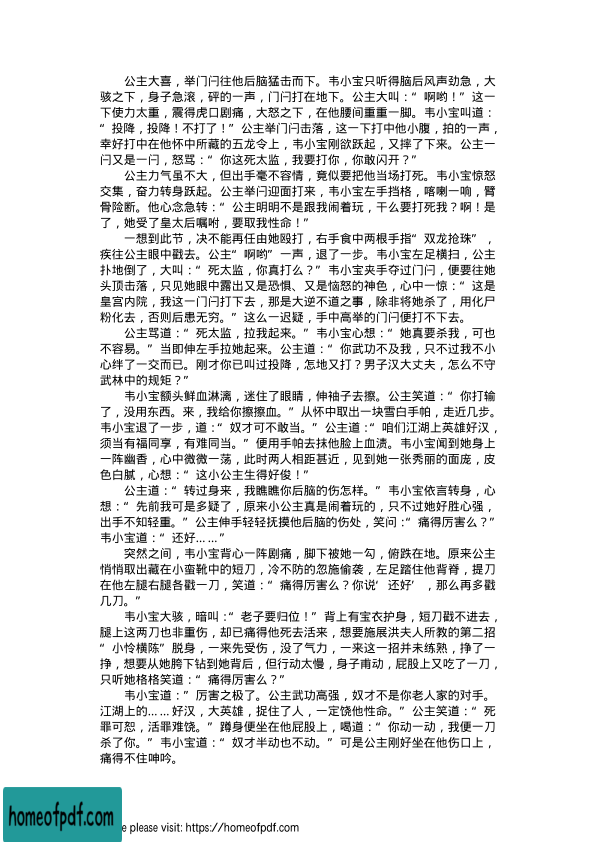 公主大喜，举门闩往他后脑猛击而下。韦小宝只听得脑后风声劲急，大
骇之下，身子急滚，砰的一声，门闩打在地下。公主大叫：“啊哟！”这一
下使力太重，震得虎口剧痛，大怒之下，在他腰间重重一脚。韦小宝叫道：
“投降，投降！不打了！”公主举门闩击落，这一下打中他小腹，拍的一声，
幸好打中在他怀中所藏的五龙令上，韦小宝刚欲跃起，又摔了下来。公主一
闩又是一闩，怒骂：“你这死太监，我要打你，你敢闪开？”
公主力气虽不大，但出手毫不容情，竟似要把他当场打死。韦小宝惊怒
交集，奋力转身跃起。公主举闩迎面打来，韦小宝左手挡格，喀喇一响，臂
骨险断。他心念急转：“公主明明不是跟我闹着玩，干么要打死我？啊！是
了，她受了皇太后嘱咐，要取我性命！”
一想到此节，决不能再任由她殴打，右手食中两根手指“双龙抢珠”，
疾往公主眼中戳去。公主“啊哟”一声，退了一步。韦小宝左足横扫，公主
扑地倒了，大叫：“死太监，你真打么？”韦小宝夹手夺过门闩，便要往她
头顶击落，只见她眼中露出又是恐惧、又是恼怒的神色，心中一惊：“这是
皇宫内院，我这一门闩打下去，那是大逆不道之事，除非将她杀了，用化尸
粉化去，否则后患无穷。”这么一迟疑，手中高举的门闩便打不下去。
公主骂道：“死太监，拉我起来。”韦小宝心想：“她真要杀我，可也
不容易。”当即伸左手拉她起来。公主道：“你武功不及我，只不过我不小
心绊了一交而已。刚才你已叫过投降，怎地又打？男子汉大丈夫，怎么不守
武林中的规矩？”
韦小宝额头鲜血淋漓，迷住了眼睛，伸袖子去擦。公主笑道：“你打输
了，没用东西。来，我给你擦擦血。”从怀中取出一块雪白手帕，走近几步。
韦小宝退了一步，道：“奴才可不敢当。”公主道：“咱们江湖上英雄好汉，
须当有福同享，有难同当。”便用手帕去抹他脸上血渍。韦小宝闻到她身上
一阵幽香，心中微微一荡，此时两人相距甚近，见到她一张秀丽的面庞，皮
色白腻，心想：“这小公主生得好俊！”
公主道：“转过身来，我瞧瞧你后脑的伤怎样。”韦小宝依言转身，心
想：“先前我可是多疑了，原来小公主真是闹着玩的，只不过她好胜心强，
出手不知轻重。”公主伸手轻轻抚摸他后脑的伤处，笑问：“痛得厉害么？”
韦小宝道：“还好……”
突然之间，韦小宝背心一阵剧痛，脚下被她一勾，俯跌在地。原来公主
悄悄取出藏在小蛮靴中的短刀，冷不防的忽施偷袭，左足踏住他背脊，提刀
在他左腿右腿各戳一刀，笑道：“痛得厉害么？你说‘还好’，那么再多戳
几刀。”
韦小宝大骇，暗叫：“老子要归位！”背上有宝衣护身，短刀戳不进去，
腿上这两刀也非重伤，却已痛得他死去活来，想要施展洪夫人所教的第二招
“小怜横陈”脱身，一来先受伤，没了气力，一来这一招并未练熟，挣了一
挣，想要从她胯下钻到她背后，但行动太慢，身子甫动，屁股上又吃了一刀，
只听她格格笑道：“痛得厉害么？”
韦小宝道：“厉害之极了。公主武功高强，奴才不是你老人家的对手。
江湖上的……好汉，大英雄，捉住了人，一定饶他性命。”公主笑道：“死
罪可恕，活罪难饶。”蹲身便坐在他屁股上，喝道：“你动一动，我便一刀
杀了你。”韦小宝道：“奴才半动也不动。”可是公主刚好坐在他伤口上，
痛得不住呻吟。
homeofpdf.com
e please visit: https://homeofpdf.com